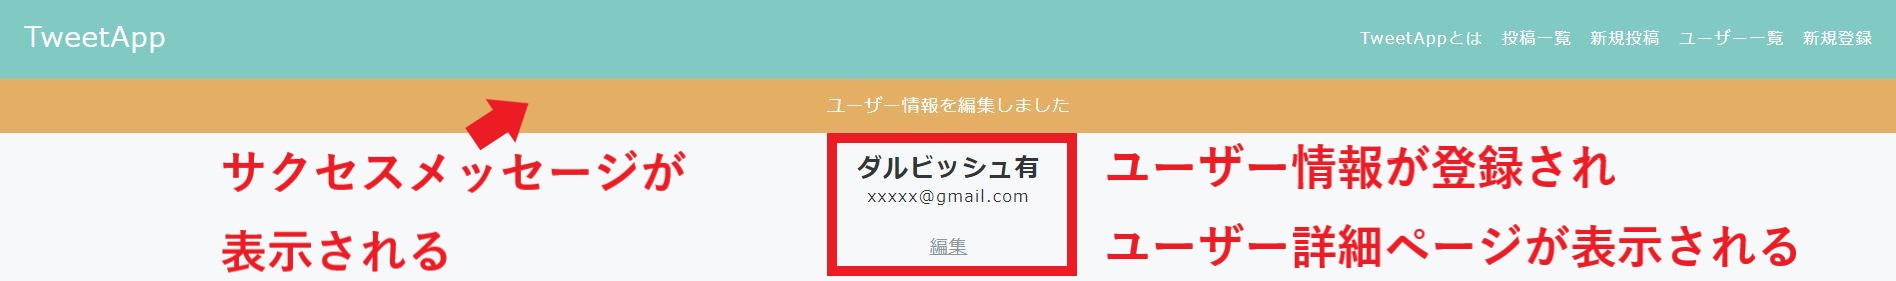 TweetApp
TweetAppとは 投稿一覧 新規投稿 ユーザー一覧 新規登録
ユーザー情報を編集しました
サクセスメッセージが
表示される
ダルビッシュ有
xxxxx@gmail.com
編集
ユーザー情報が登録され
ユーザー詳細ページが表示される